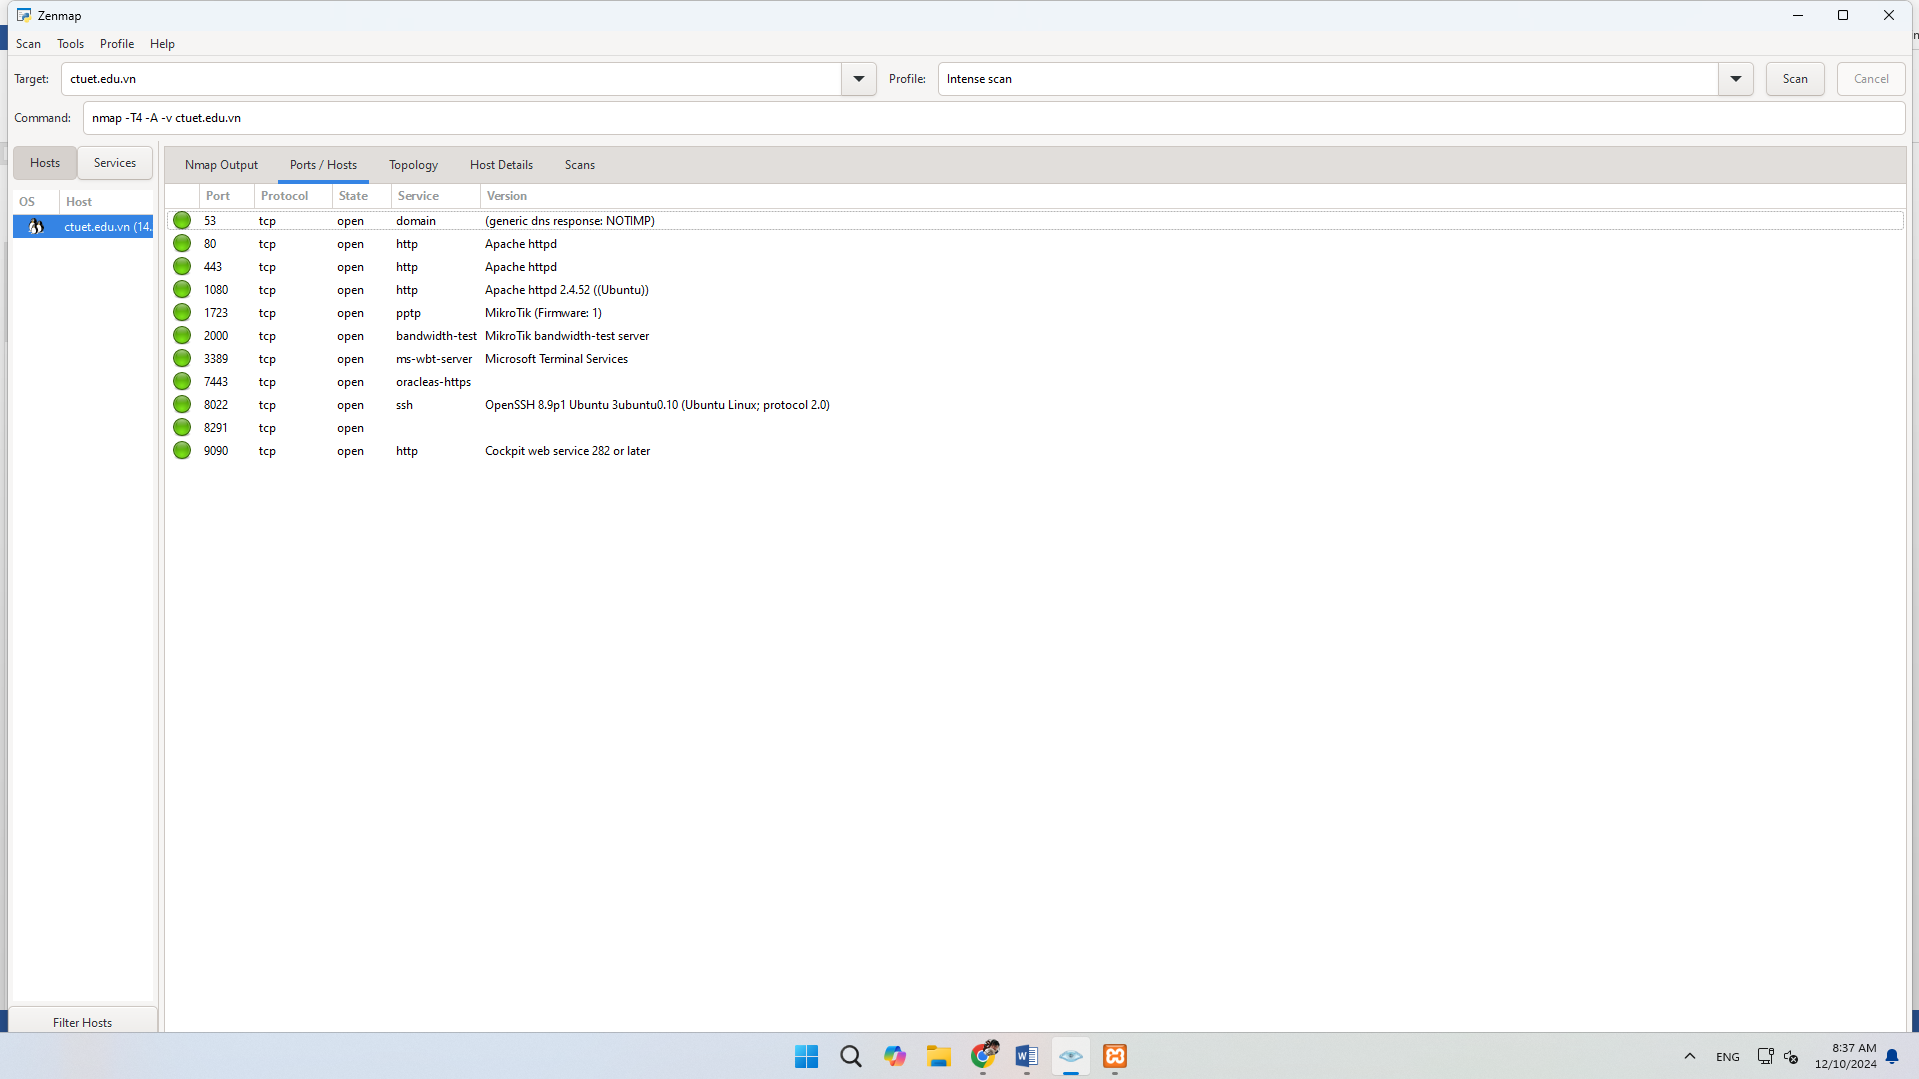 Zenmap
Scan Tools Profile Help
Target: ctuet.edu.vn Profile: Intense scan Scan Cancel
Command: nmap -T4 -A -v ctuet.edu.vn
Hosts Services Nmap Output Ports / Hosts Topology Host Details Scans
OS Host Port Protocol State Service Version
ctuet.edu.vn (14.
53 tcp open domain (generic dns response: NOTIMP)
80 tcp open http Apache httpd
443 tcp open http Apache httpd
1080 tcp open http Apache httpd 2.4.52 ((Ubuntu))
1723 tcp open pptp MikroTik (Firmware: 1)
2000 tcp open bandwidth-test MikroTik bandwidth-test server
3389 tcp open ms-wbt-server Microsoft Terminal Services
7443 tcp open oracleas-https
8022 tcp open ssh OpenSSH 8.9p1 Ubuntu 3ubuntu0.10 (Ubuntu Linux; protocol 2.0)
8291 tcp open
9090 tcp open http Cockpit web service 282 or later
Filter Hosts
ENG 8:37 AM
12/10/2024